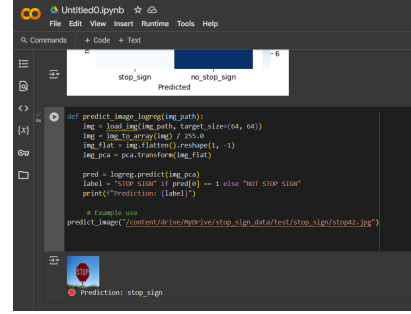 Untitled0.ipynb
File Edit View Insert Runtime Tools Help
Commands + Code + Text
-6
stop_sign no_stop_sign
Predicted
def predict_image_logreg(img_path):
img = load_img(img_path, target_size=(64, 64))
img = img_to_array(img) / 255.0
img_flat = img.flatten().reshape(1, -1)
img_pca = pca.transform(img_flat)
pred = logreg.predict(img_pca)
label = "STOP SIGN" if pred[0] == 1 else "NOT STOP SIGN"
print(f"Prediction: {label}")
# Example use
predict_image("/content/drive/MyDrive/stop_sign_data/test/stop_sign/stop42.jpg")
STOP
Prediction: stop_sign